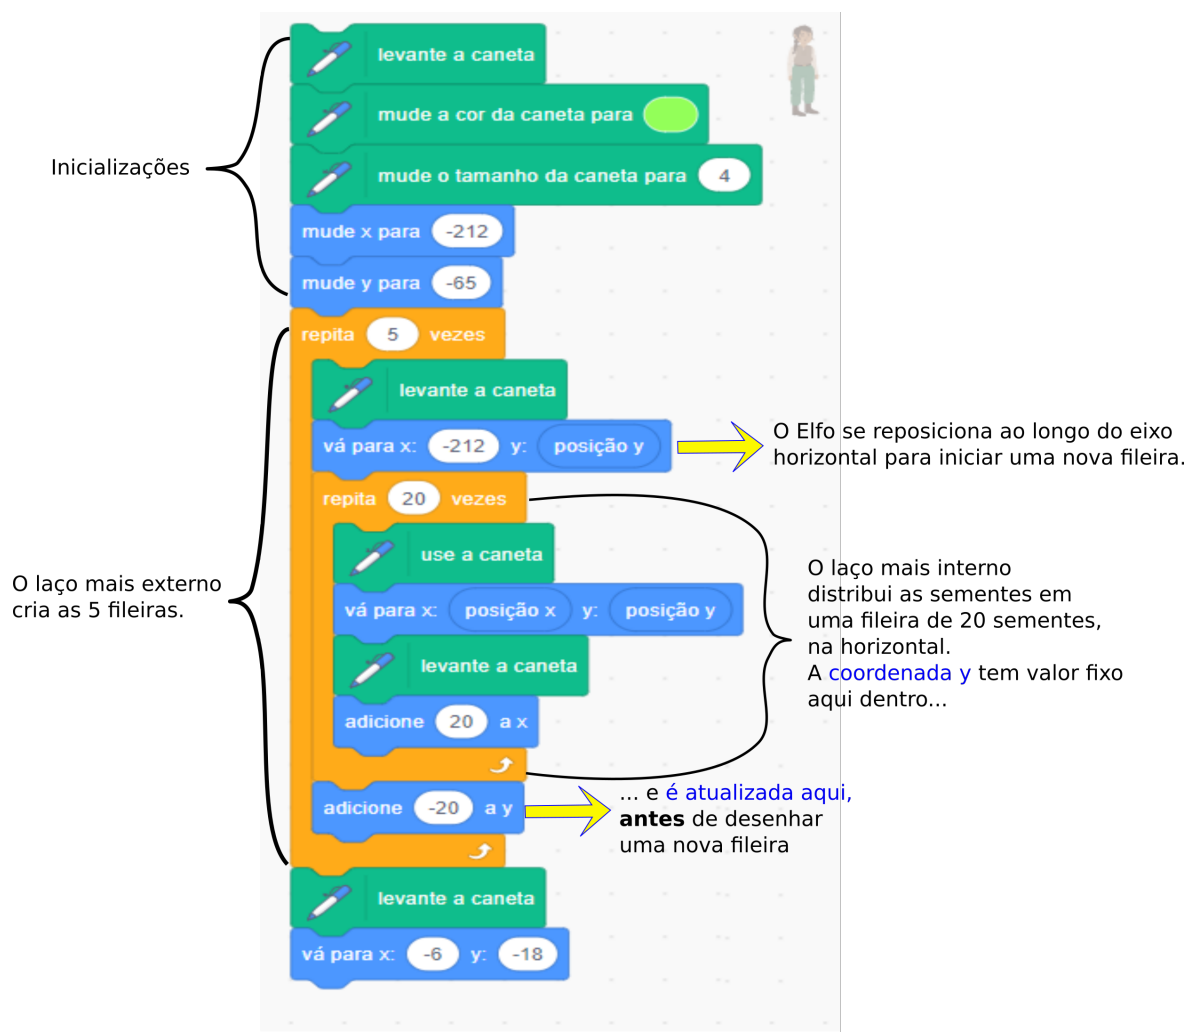 levante a caneta
mude a cor da caneta para
Inicializações
mude o tamanho da caneta para 4
mude x para -212
mude y para -65
repita 5 vezes
levante a caneta
vá para x: -212 y: posição y
O Elfo se reposiciona ao longo do eixo
horizontal para iniciar uma nova fileira.
repita 20 vezes
use a caneta
O laço mais externo
cria as 5 fileiras.
vá para x: posição x y: posição y
levante a caneta
adicione 20 a x
O laço mais interno
distribui as sementes em
uma fileira de 20 sementes,
na horizontal.
A coordenada y tem valor fixo
aqui dentro...
adicione -20 a y
... e é atualizada aqui,
antes de desenhar
uma nova fileira
levante a caneta
vá para x: -6 y: -18